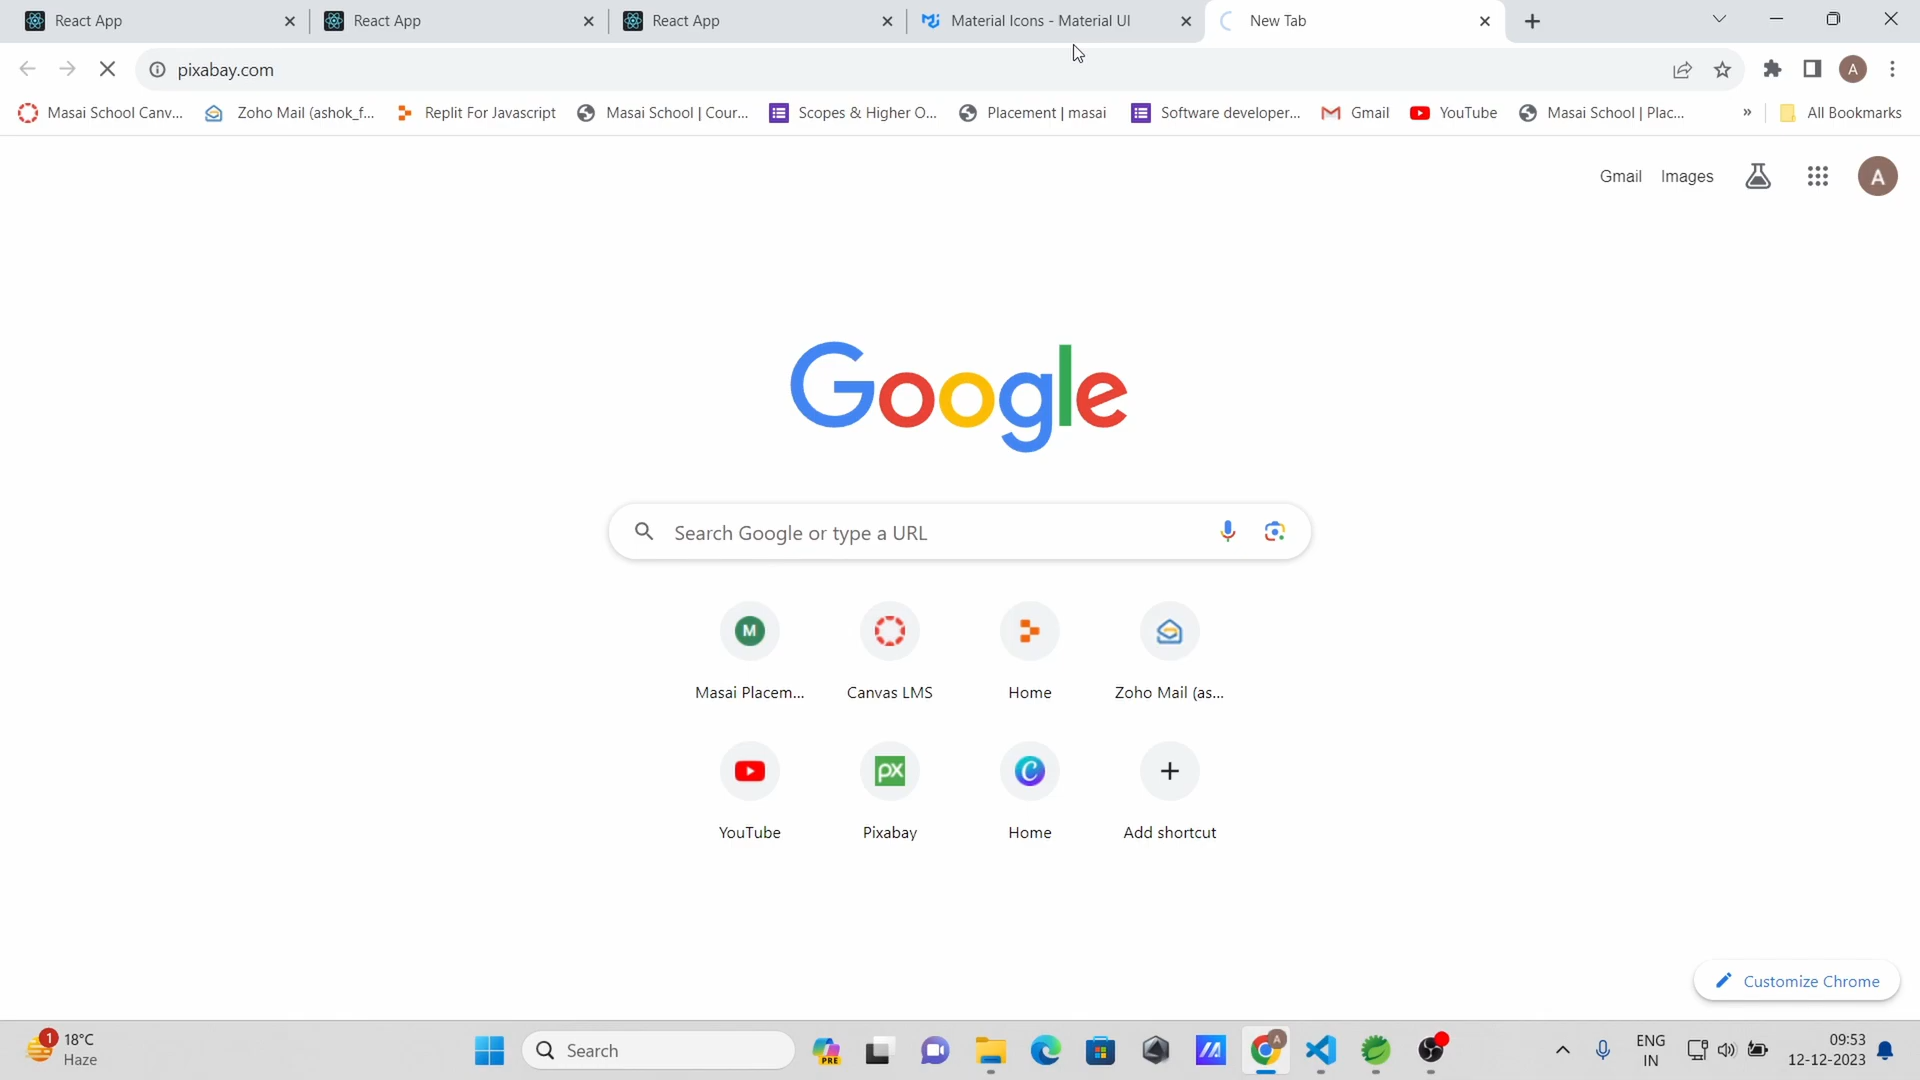 React App
React App
React App
Material Icons - Material UI
New Tab
pixabay.com
A
Masai School Canv...
Zoho Mail (ashok_f...
Replit For Javascript
Masai School | Cour...
Scopes & Higher O...
Placement | masai
Software developer...
Gmail
YouTube
Masai School | Plac...
»
All Bookmarks
Gmail
Images
A
Google
Search Google or type a URL
M
Masai Placem...
Canvas LMS
Home
Zoho Mail (as...
YouTube
px
Pixabay
C
Home
Add shortcut
Customize Chrome
1
18°C
Haze
Search
PRE
A
ENG
IN
09:53
12-12-2023